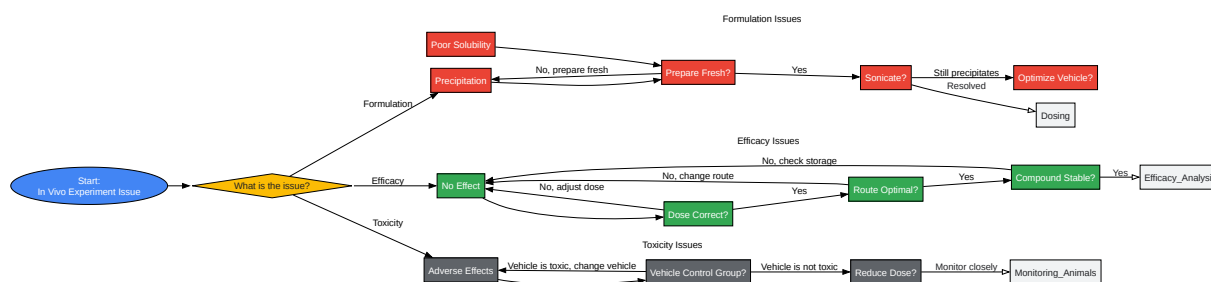 Formulation Issues
Poor Solubility
No, prepare fresh
Precipitation
Prepare Fresh?
Yes
Sonicate?
Still precipitates
Optimize Vehicle?
Resolved
Formulation
Dosing
Efficacy Issues
No, check storage
Start:
In Vivo Experiment Issue
What is the issue?
Efficacy
No Effect
No, change route
No, adjust dose
Dose Correct?
Yes
Route Optimal?
Yes
Compound Stable?
Yes
Efficacy_Analysi
Toxicity
Toxicity Issues
Adverse Effects
Vehicle is toxic, change vehicle
Vehicle Control Group?
Vehicle is not toxic
Reduce Dose?
Monitor closely
Monitoring_Animals